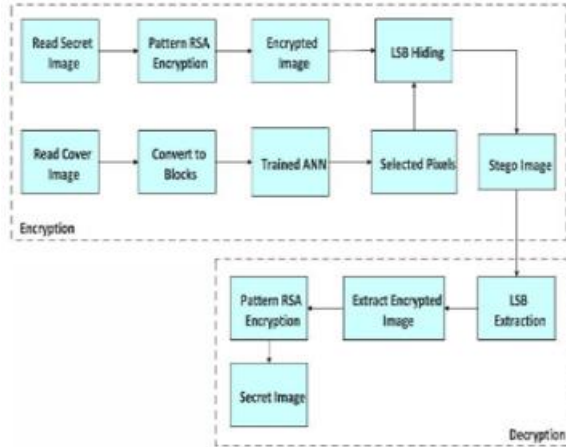 Read Secret
Image
Pattern RSA
Encryption
Encrypted
Image
LSB Hiding
Read Cover
Image
Convert to
Blocks
Trained ANN
Selected Pixels
Stego Image
Encryption
Pattern RSA
Encryption
Extract Encrypted
Image
LSB
Extraction
Secret Image
Decryption